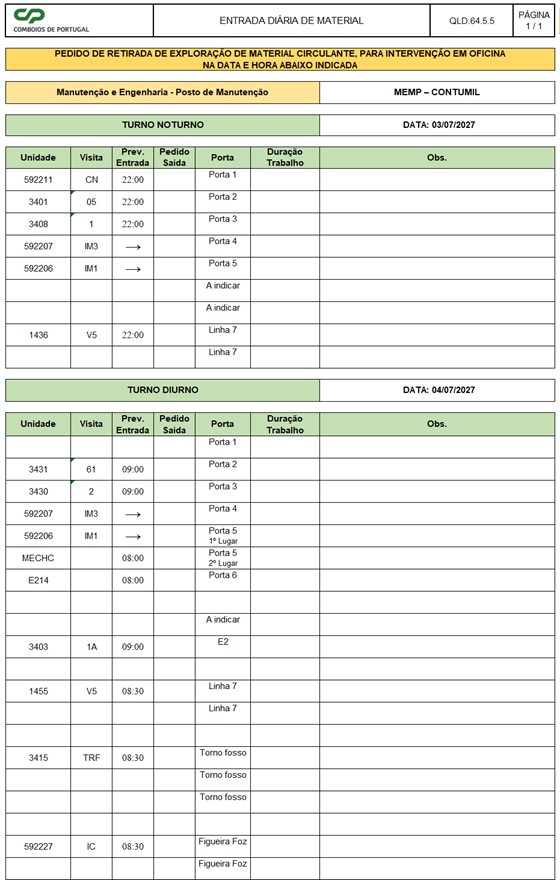 CP
COMBOIOS DE PORTUGAL
ENTRADA DIÁRIA DE MATERIAL
QLD.64.5.5
PÁGINA
1 / 1
PEDIDO DE RETIRADA DE EXPLORAÇÃO DE MATERIAL CIRCULANTE, PARA INTERVENÇÃO EM OFICINA
NA DATA E HORA ABAIXO INDICADA
Manutenção e Engenharia - Posto de Manutenção MEMP – CONTUMIL
TURNO NOTURNO DATA: 03/07/2027
Unidade Visita Prev. Entrada Pedido Saída Porta Duração Trabalho Obs.
592211 CN 22:00 Porta 1
3401 05 22:00 Porta 2
3408 1 22:00 Porta 3
592207 IM3 → Porta 4
592206 IM1 → Porta 5
A indicar
A indicar
1436 V5 22:00 Linha 7
Linha 7
TURNO DIURNO DATA: 04/07/2027
Unidade Visita Prev. Entrada Pedido Saída Porta Duração Trabalho Obs.
Porta 1
3431 61 09:00 Porta 2
3430 2 09:00 Porta 3
592207 IM3 → Porta 4
592206 IM1 → Porta 5 1º Lugar
MECHC 08:00 Porta 5 2º Lugar
E214 08:00 Porta 6
A indicar
3403 1A 09:00 E2
1455 V5 08:30 Linha 7
Linha 7
3415 TRF 08:30 Torno fosso
Torno fosso
Torno fosso
592227 IC 08:30 Figueira Foz
Figueira Foz